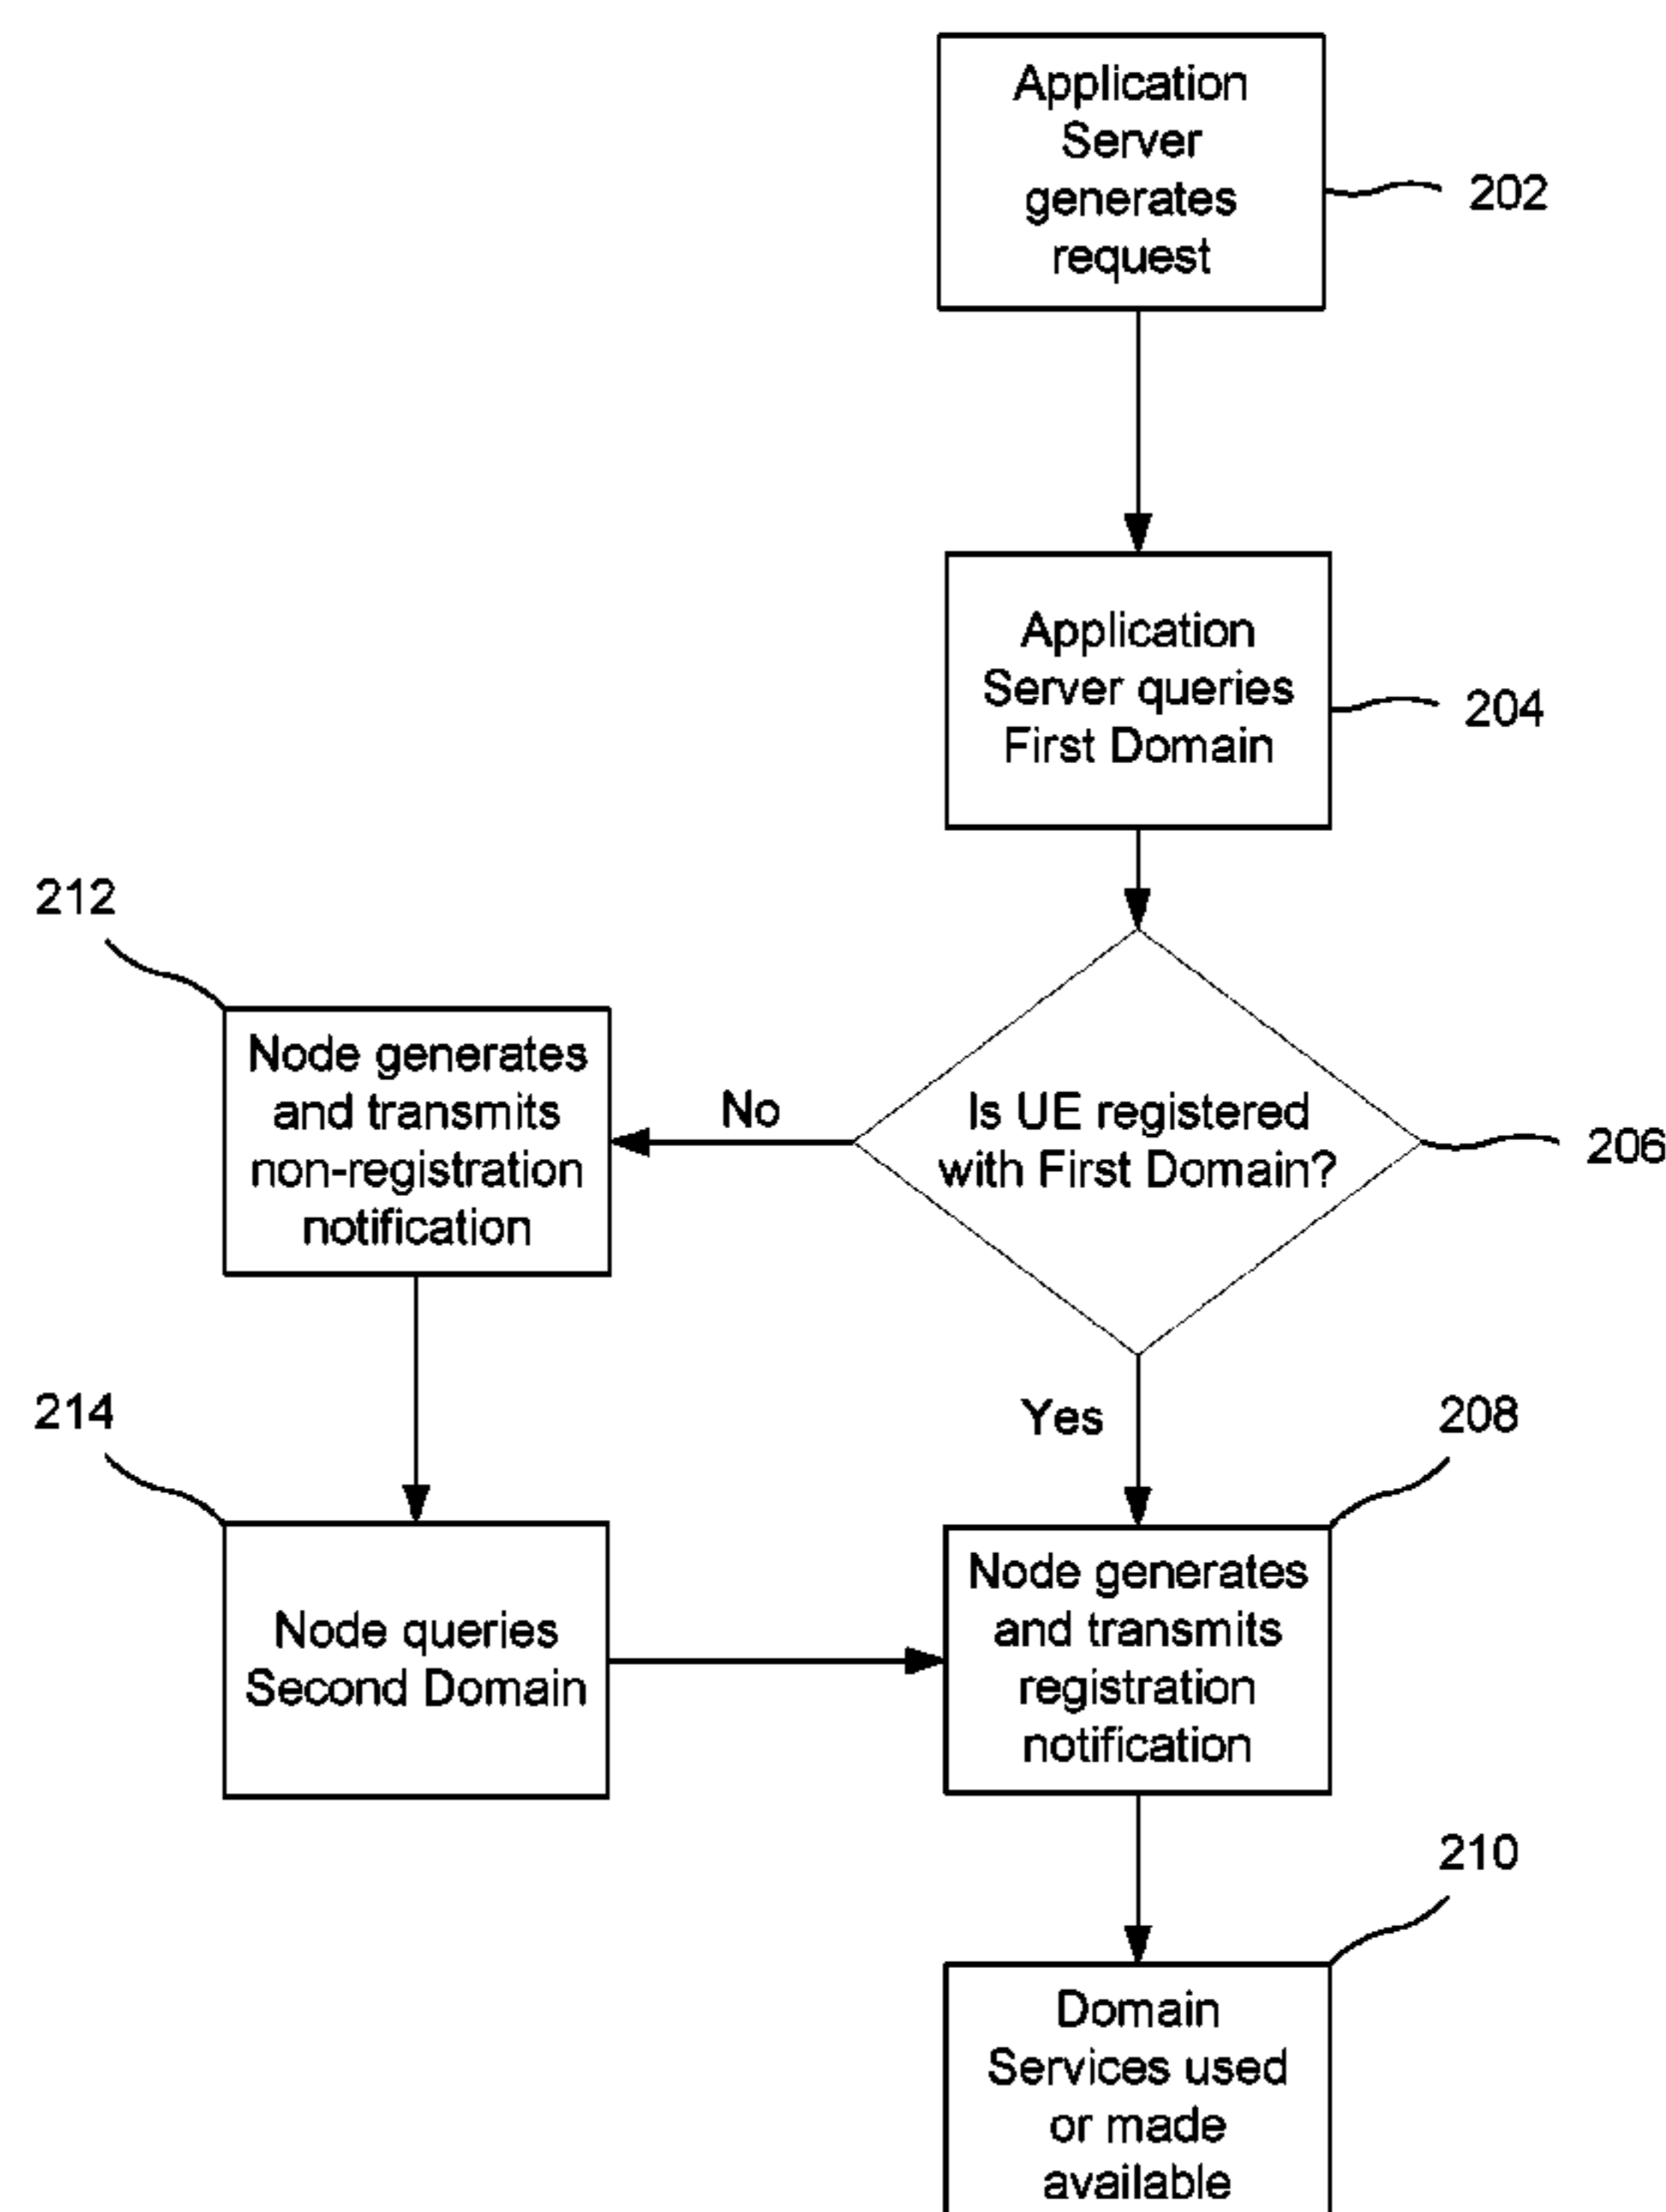 Application
Server
generates
request
202
Application
Server queries
First Domain
204
212
Node generates
and transmits
non-registration
notification
No
Is UE registered
with First Domain?
206
Yes
214
Node queries
Second Domain
208
Node generates
and transmits
registration
notification
210
Domain
Services used
or made
available